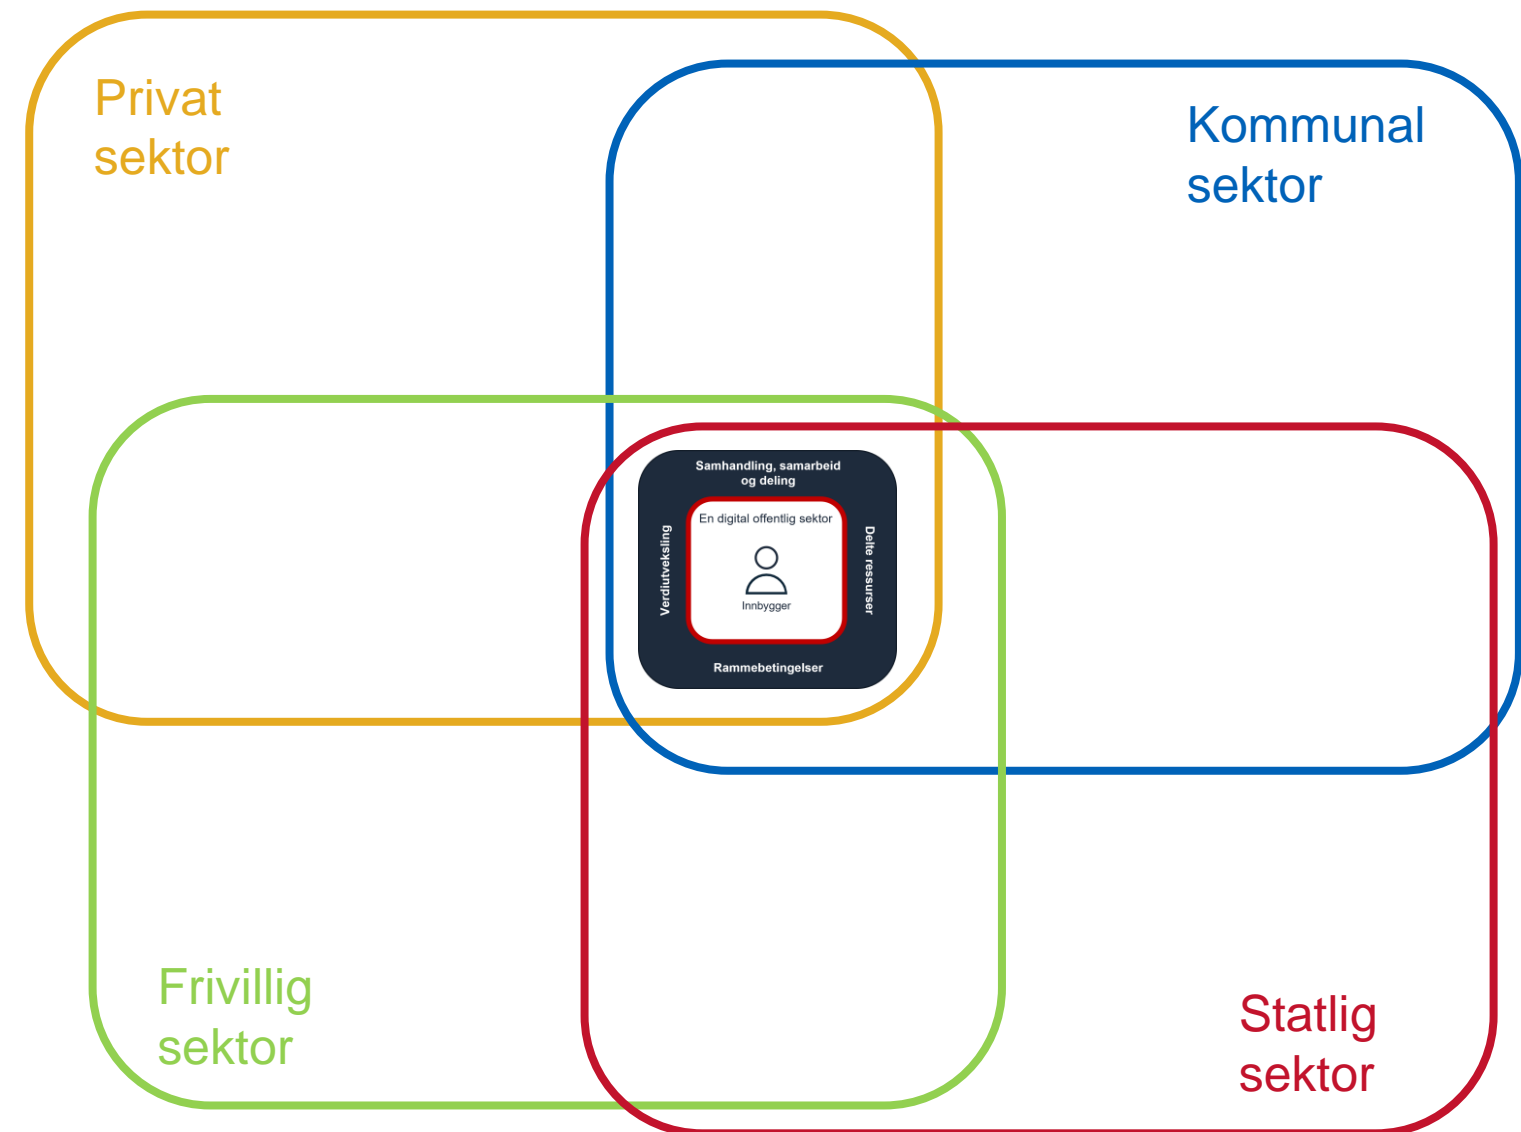 Privat
sektor
Kommunal
sektor
Samhandling, samarbeid
og deling
En digital offentlig sektor
Verdiutveksling
Delte ressurser
Innbygger
Rammebetingelser
Frivillig
sektor
Statlig
sektor